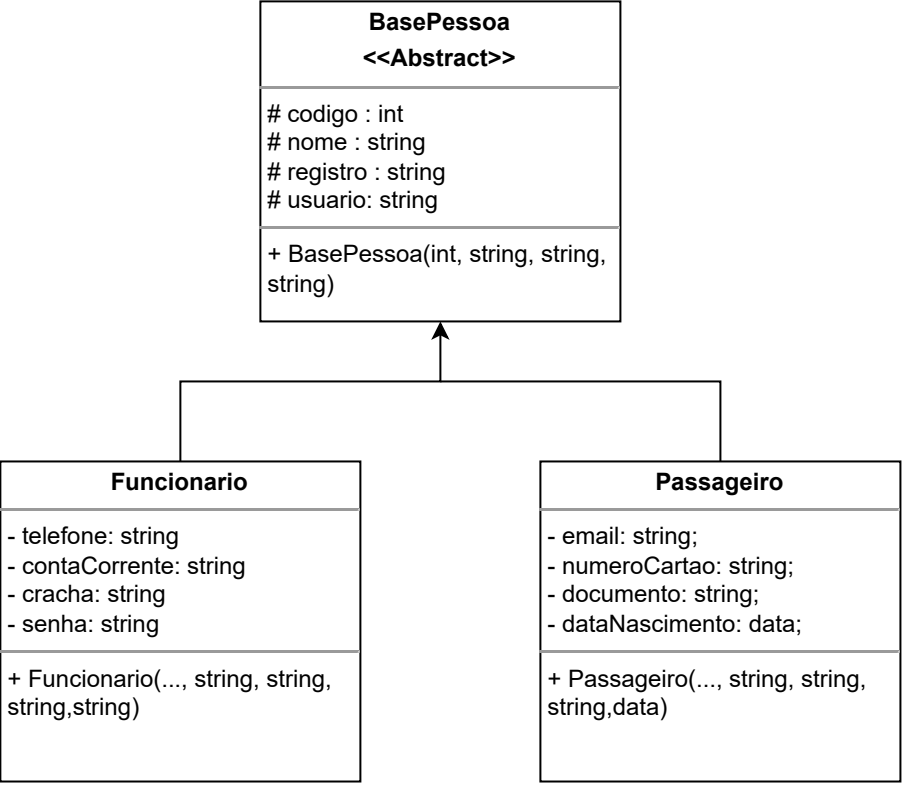 BasePessoa
<<Abstract>>
# codigo : int
# nome : string
# registro : string
# usuario: string
+ BasePessoa(int, string, string,
string)
Funcionario
- telefone: string
- contaCorrente: string
- cracha: string
- senha: string
+ Funcionario(..., string, string,
string,string)
Passageiro
- email: string;
- numeroCartao: string;
- documento: string;
- dataNascimento: data;
+ Passageiro(..., string, string,
string,data)